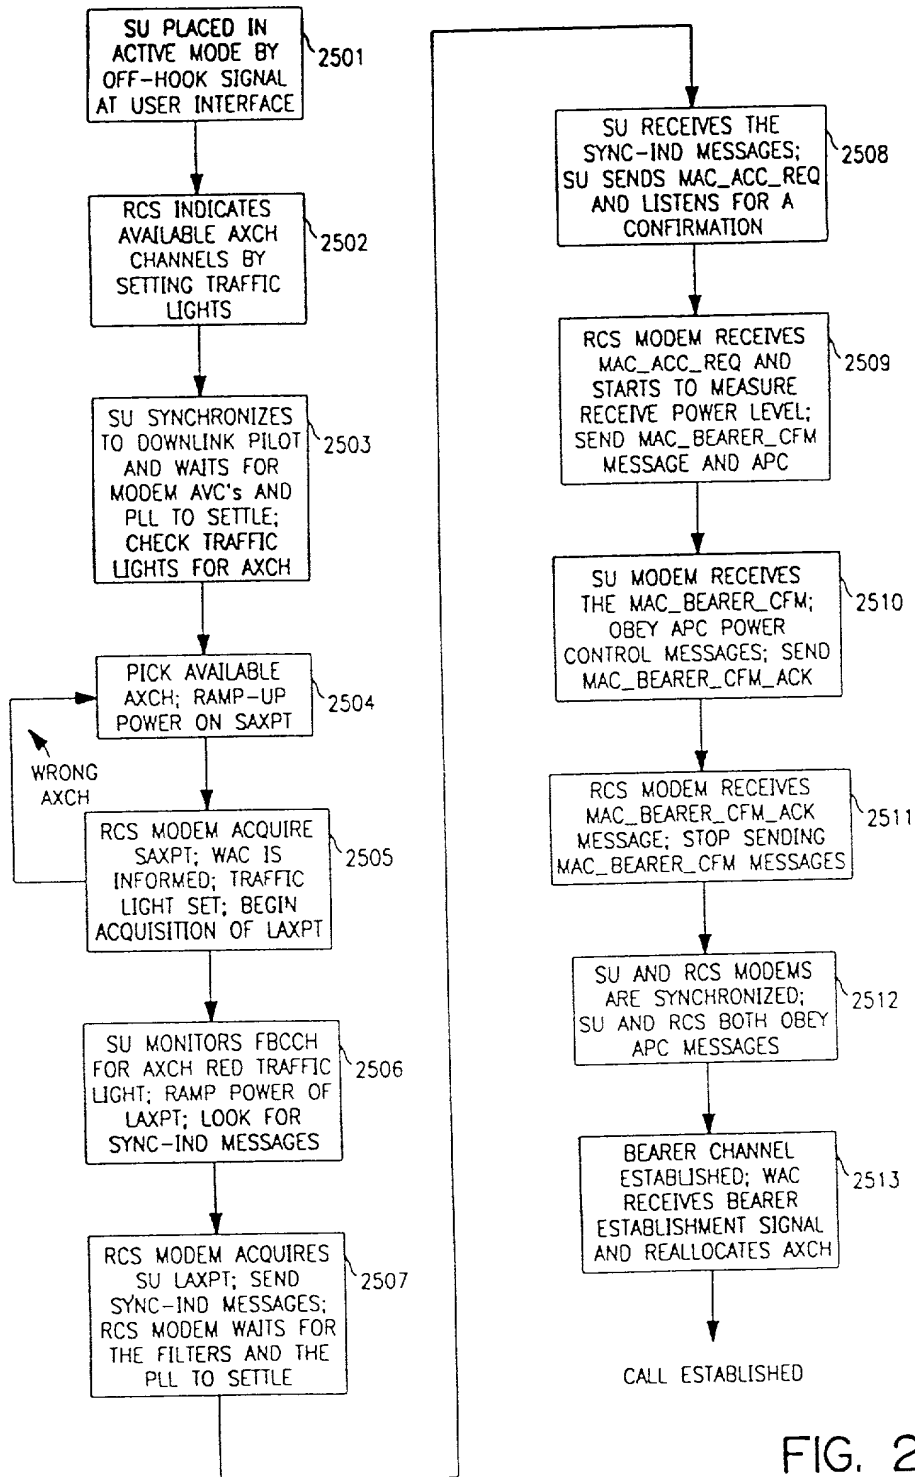 SU PLACED IN
ACTIVE MODE BY
OFF-HOOK SIGNAL
AT USER INTERFACE
2501
RCS INDICATES
AVAILABLE AXCH
CHANNELS BY
SETTING TRAFFIC
LIGHTS
2502
SU SYNCHRONIZES
TO DOWNLINK PILOT
AND WAITS FOR
MODEM AVC's AND
PLL TO SETTLE;
CHECK TRAFFIC
LIGHTS FOR AXCH
2503
PICK AVAILABLE
AXCH; RAMP-UP
POWER ON SAXPT
2504
WRONG
AXCH
RCS MODEM ACQUIRE
SAXPT; WAC IS
INFORMED; TRAFFIC
LIGHT SET; BEGIN
ACQUISITION OF LAXPT
2505
SU MONITORS FBCCH
FOR AXCH RED TRAFFIC
LIGHT; RAMP POWER OF
LAXPT; LOOK FOR
SYNC-IND MESSAGES
2506
RCS MODEM ACQUIRES
SU LAXPT; SEND
SYNC-IND MESSAGES;
RCS MODEM WAITS FOR
THE FILTERS AND THE
PLL TO SETTLE
2507
SU RECEIVES THE
SYNC-IND MESSAGES;
SU SENDS MAC_ACC_REQ
AND LISTENS FOR A
CONFIRMATION
2508
RCS MODEM RECEIVES
MAC_ACC_REQ AND
STARTS TO MEASURE
RECEIVE POWER LEVEL;
SEND MAC_BEARER_CFM
MESSAGE AND APC
2509
SU MODEM RECEIVES
THE MAC_BEARER_CFM;
OBEY APC POWER
CONTROL MESSAGES; SEND
MAC_BEARER_CFM_ACK
2510
RCS MODEM RECEIVES
MAC_BEARER_CFM_ACK
MESSAGE; STOP SENDING
MAC_BEARER_CFM MESSAGES
2511
SU AND RCS MODEMS
ARE SYNCHRONIZED;
SU AND RCS BOTH OBEY
APC MESSAGES
2512
BEARER CHANNEL
ESTABLISHED; WAC
RECEIVES BEARER
ESTABLISHMENT SIGNAL
AND REALLOCATES AXCH
2513
CALL ESTABLISHED
FIG. 2